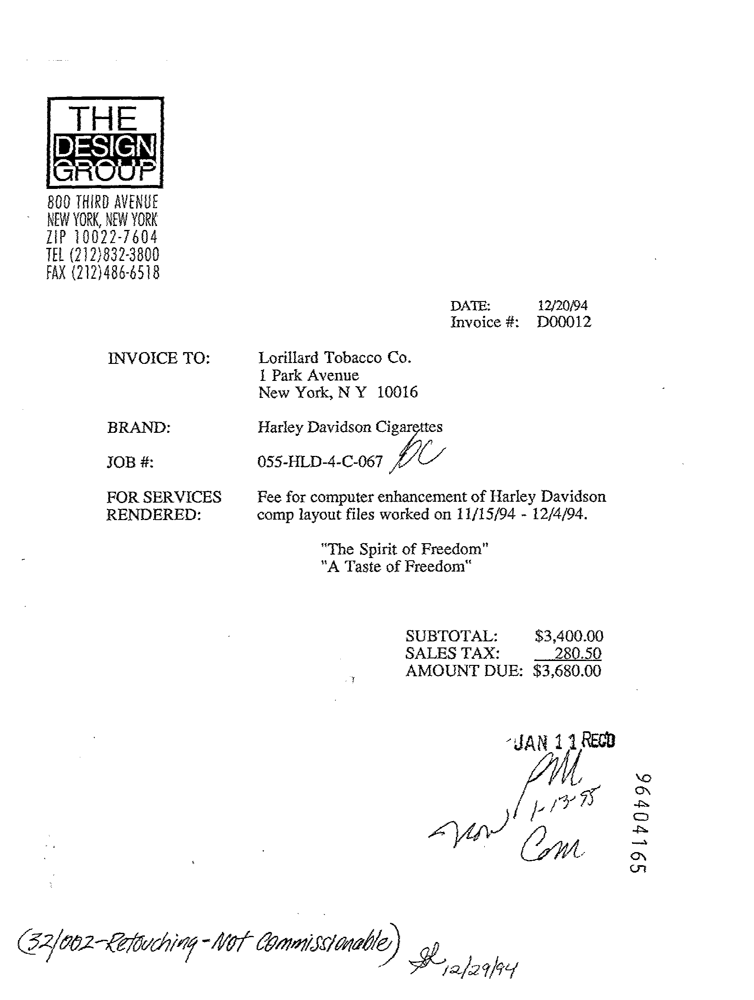 THE
DESIGN
GROUP
800 THIRD AVENUE
NEW YORK, NEW YORK
ZIP 10022-7604
TEL (212)832-3800
FAX (212)486-6518
DATE: 12/20/94
Invoice #: D00012
INVOICE TO: Lorillard Tobacco Co.
1 Park Avenue
New York, N Y 10016
BRAND: Harley Davidson Cigarettes
JOB #: 055-HLD-4-C-067
FOR SERVICES RENDERED: Fee for computer enhancement of Harley Davidson
comp layout files worked on 11/15/94 - 12/4/94.
"The Spirit of Freedom"
"A Taste of Freedom"
SUBTOTAL: $3,400.00
SALES TAX: 280.50
AMOUNT DUE: $3,680.00
JAN 11 REC'D
1-13-95
Non Com
96404165
(32/002-Retouching-Not Commissionable)
12/29/94